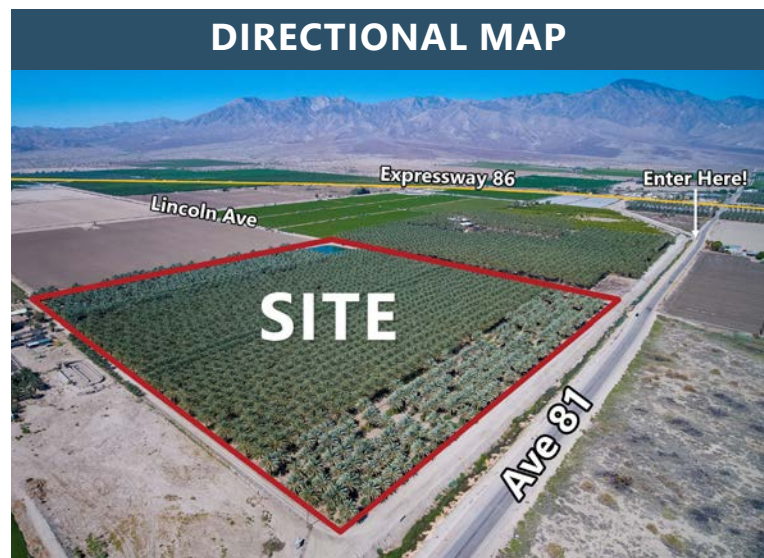 DIRECTIONAL MAP
Expressway 86
Enter Here!
Lincoln Ave
SITE
Ave 81